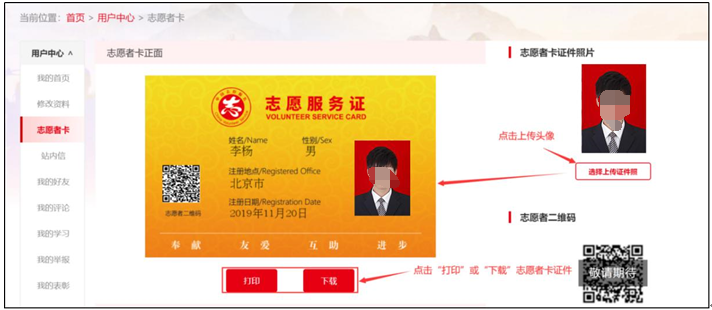 当前位置：首页 > 用户中心 > 志愿者卡
用户中心 ∧
我的首页
修改资料
志愿者卡
站内信
我的好友
我的评论
我的学习
我的举报
我的表彰
志愿者卡正面
志愿服务证
VOLUNTEER SERVICE CARD
姓名/Name
李杨
性别/Sex
男
注册地点/Registered Office
北京市
注册日期/Registration Date
2019年11月20日
志愿者二维码
奉献 友爱 互助 进步
打印
下载
点击“打印”或“下载”志愿者卡证件
志愿者卡证件照片
点击上传头像
选择上传证件照
志愿者二维码
敬请期待